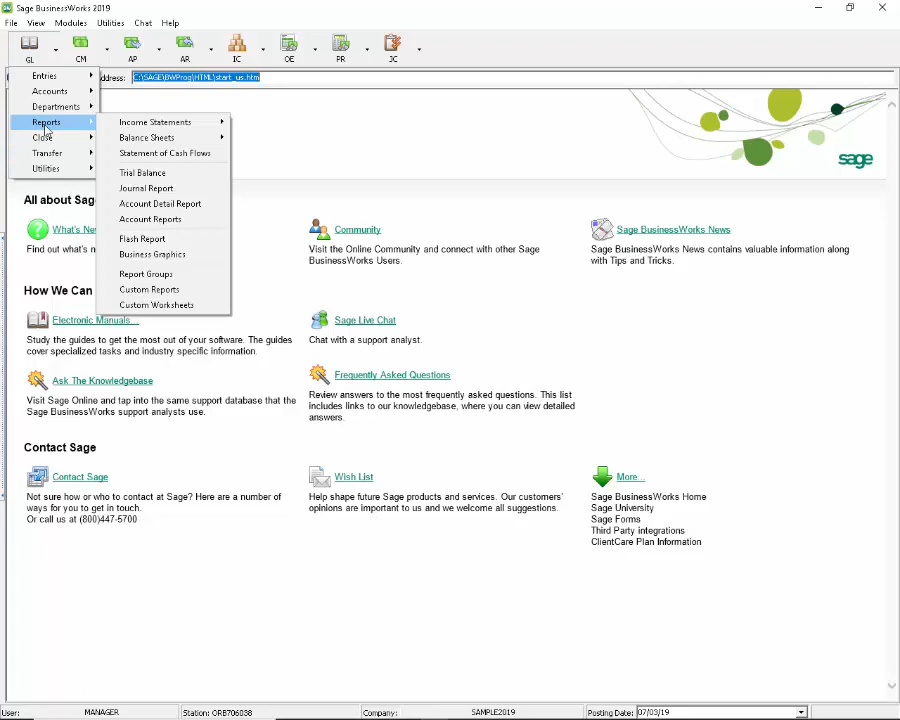 Sage BusinessWorks 2019
File View Modules Utilities Chat Help
GL CM AP AR IC OE PR JC
ddress: C:\SAGE\BWProg\HTML\start_us.htm
Entries
Accounts
Departments
Reports
Close
Transfer
Utilities
Income Statements
Balance Sheets
Statement of Cash Flows
Trial Balance
Journal Report
Account Detail Report
Account Reports
Flash Report
Business Graphics
Report Groups
Custom Reports
Custom Worksheets
sage
All about Sag
What's Ne
Find out what's n
Community
Visit the Online Community and connect with other Sage
BusinessWorks Users.
Sage BusinessWorks News
Sage BusinessWorks News contains valuable information along
with Tips and Tricks.
How We Can
Electronic Manuals...
Study the guides to get the most out of your software. The guides
cover specialized tasks and industry specific information.
Sage Live Chat
Chat with a support analyst.
Ask The Knowledgebase
Visit Sage Online and tap into the same support database that the
Sage BusinessWorks support analysts use.
Frequently Asked Questions
Review answers to the most frequently asked questions. This list
includes links to our knowledgebase, where you can view detailed
answers.
Contact Sage
Contact Sage
Not sure how or who to contact at Sage? Here are a number of
ways for you to get in touch.
Or call us at (800)447-5700
Wish List
Help shape future Sage products and services. Our customers'
opinions are important to us and we welcome all suggestions.
More...
Sage BusinessWorks Home
Sage University
Sage Forms
Third Party integrations
ClientCare Plan Information
User: MANAGER Station: ORB706038 Company: SAMPLE2019 Posting Date: 07/03/19